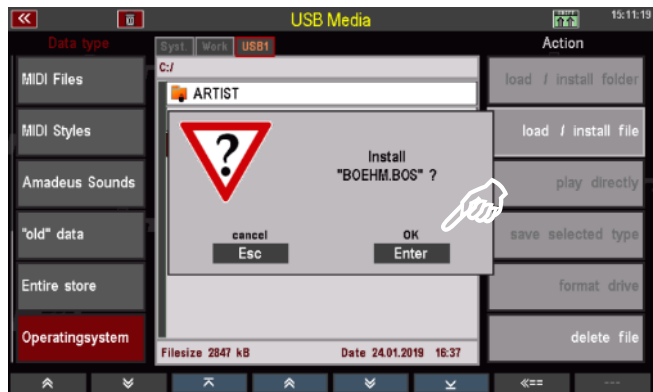 USB Media
15:11:19
Data type
Syst. Work USB1
Action
MIDI Files
C:/
ARTIST
load / install folder
MIDI Styles
?
Install
"BOEHM.BOS" ?
load / install file
Amadeus Sounds
play directly
"old" data
cancel
Esc
OK
Enter
save selected type
Entire store
format drive
Operatingsystem
Filesize 2847 kB
Date 24.01.2019 16:37
delete file
<<==
---